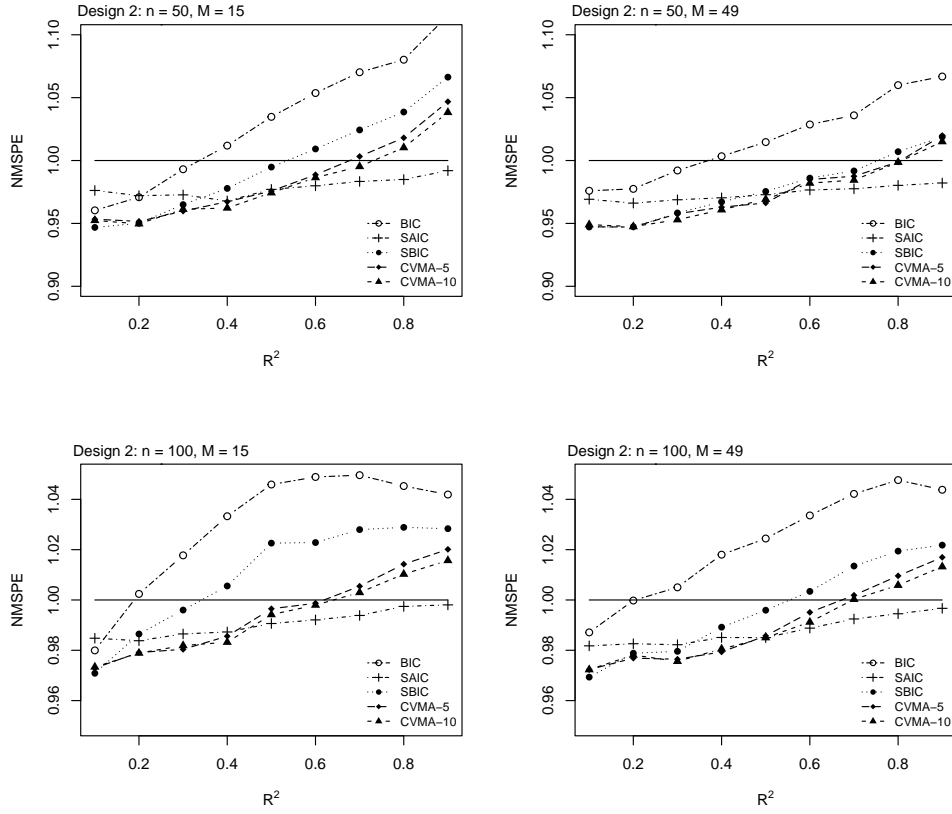 Design 2: n = 50, M = 15
NMSPE
1.10
1.05
1.00
0.95
0.90
BIC
SAIC
SBIC
CVMA−5
CVMA−10
0.2 0.4 0.6 0.8
R2
Design 2: n = 50, M = 49
NMSPE
1.10
1.05
1.00
0.95
0.90
BIC
SAIC
SBIC
CVMA−5
CVMA−10
0.2 0.4 0.6 0.8
R2
Design 2: n = 100, M = 15
NMSPE
1.04
1.02
1.00
0.98
0.96
BIC
SAIC
SBIC
CVMA−5
CVMA−10
0.2 0.4 0.6 0.8
R2
Design 2: n = 100, M = 49
NMSPE
1.04
1.02
1.00
0.98
0.96
BIC
SAIC
SBIC
CVMA−5
CVMA−10
0.2 0.4 0.6 0.8
R2